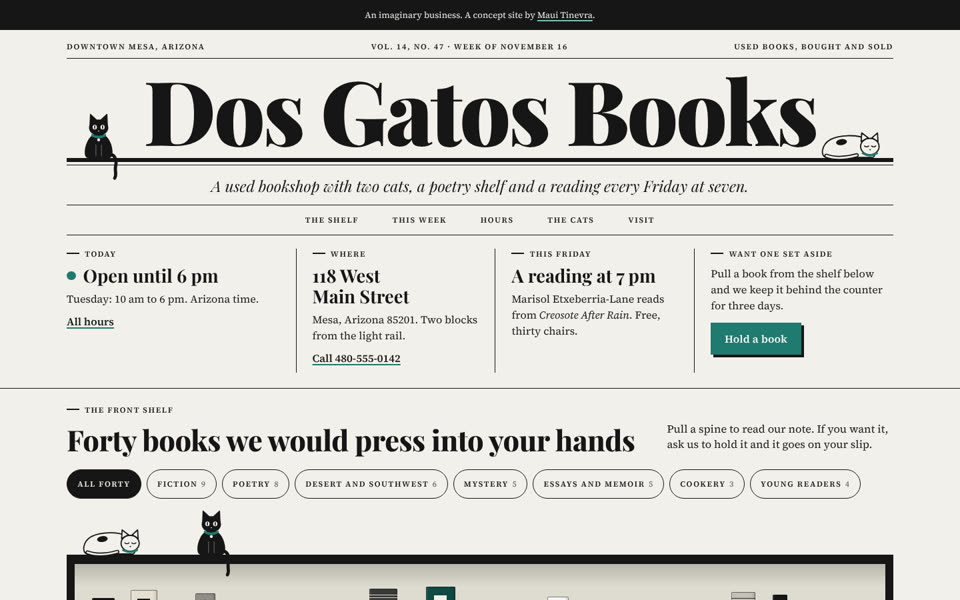 An imaginary business. A concept site by Maui Tinevra.
DOWNTOWN MESA, ARIZONA
VOL. 14, NO. 47 · WEEK OF NOVEMBER 16
USED BOOKS, BOUGHT AND SOLD
Dos Gatos Books
A used bookshop with two cats, a poetry shelf and a reading every Friday at seven.
THE SHELF
THIS WEEK
HOURS
THE CATS
VISIT
TODAY
Open until 6 pm
Tuesday: 10 am to 6 pm. Arizona time.
All hours
WHERE
118 West
Main Street
Mesa, Arizona 85201. Two blocks
from the light rail.
Call 480-555-0142
THIS FRIDAY
A reading at 7 pm
Marisol Etxeberria-Lane reads
from Creosote After Rain. Free,
thirty chairs.
WANT ONE SET ASIDE
Pull a book from the shelf below
and we keep it behind the counter
for three days.
Hold a book
THE FRONT SHELF
Forty books we would press into your hands
Pull a spine to read our note. If you want it,
ask us to hold it and it goes on your slip.
ALL FORTY
FICTION 9
POETRY 8
DESERT AND SOUTHWEST 6
MYSTERY 5
ESSAYS AND MEMOIR 5
COOKERY 3
YOUNG READERS 4